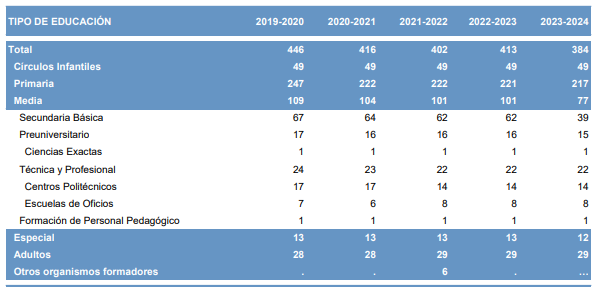 TIPO DE EDUCACIÓN 2019-2020 2020-2021 2021-2022 2022-2023 2023-2024
Total 446 416 402 413 384
Círculos Infantiles 49 49 49 49 49
Primaria 247 222 222 221 217
Media 109 104 101 101 77
Secundaria Básica 67 64 62 62 39
Preuniversitario 17 16 16 16 15
Ciencias Exactas 1 1 1 1 1
Técnica y Profesional 24 23 22 22 22
Centros Politécnicos 17 17 14 14 14
Escuelas de Oficios 7 6 8 8 8
Formación de Personal Pedagógico 1 1 1 1 1
Especial 13 13 13 13 12
Adultos 28 28 29 29 29
Otros organismos formadores . . 6 . ...